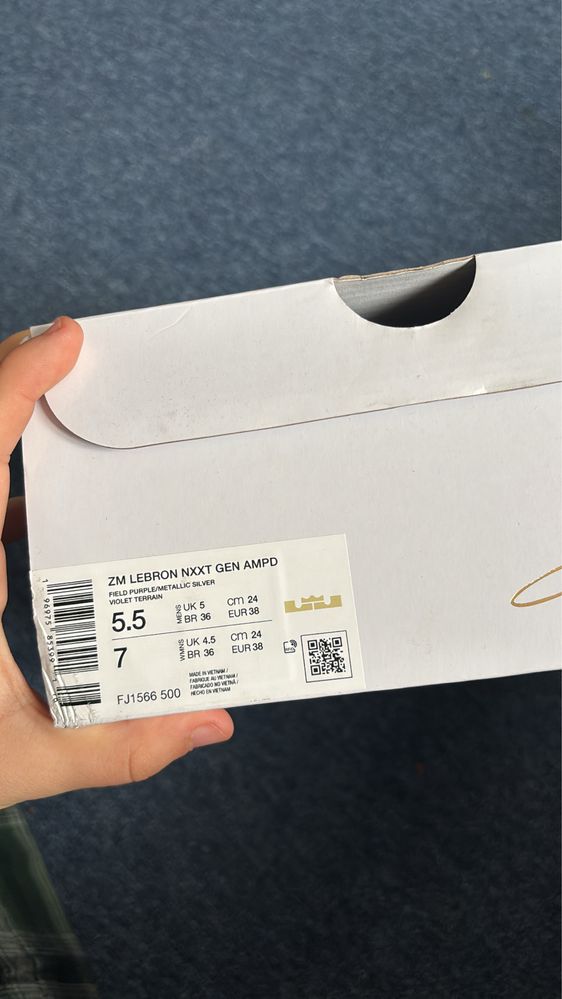 ZM LEBRON NXXT GEN AMPD
FIELD PURPLE/METALLIC SILVER
VIOLET TERRAIN
5.5 MENS UK 5 CM 24
BR 36 EUR 38
7 WMNS UK 4.5 CM 24
BR 36 EUR 38
FJ1566 500
MADE IN VIETNAM /
FABRIQUE AU VIETNAM /
FABRICADO NO VIETNÃ /
HECHO EN VIETNAM